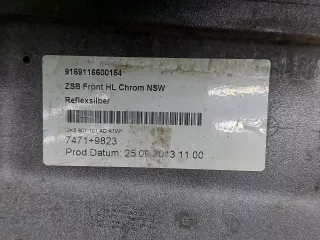 9159116600154
ZSB Front HL Chrom NSW
Reflexsilber
7471+9823
Prod Datum: 25.09.2013 11:00